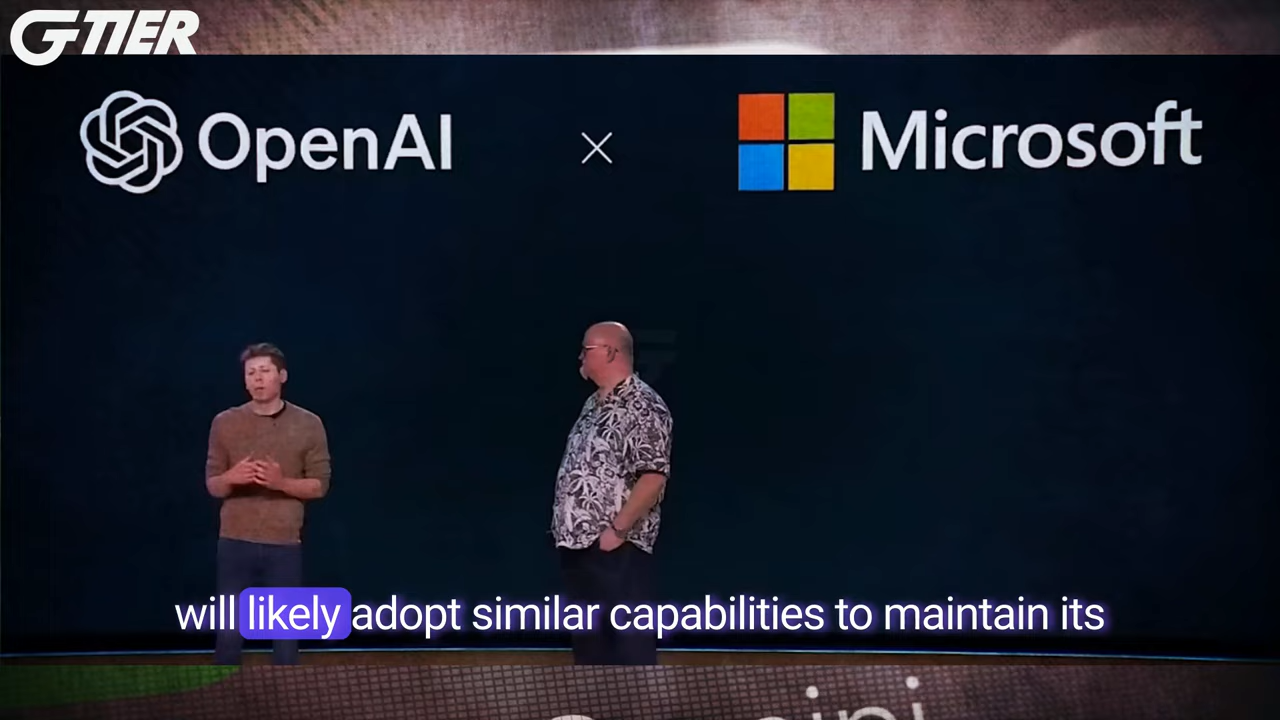 GTIER
OpenAI × Microsoft
will likely adopt similar capabilities to maintain its